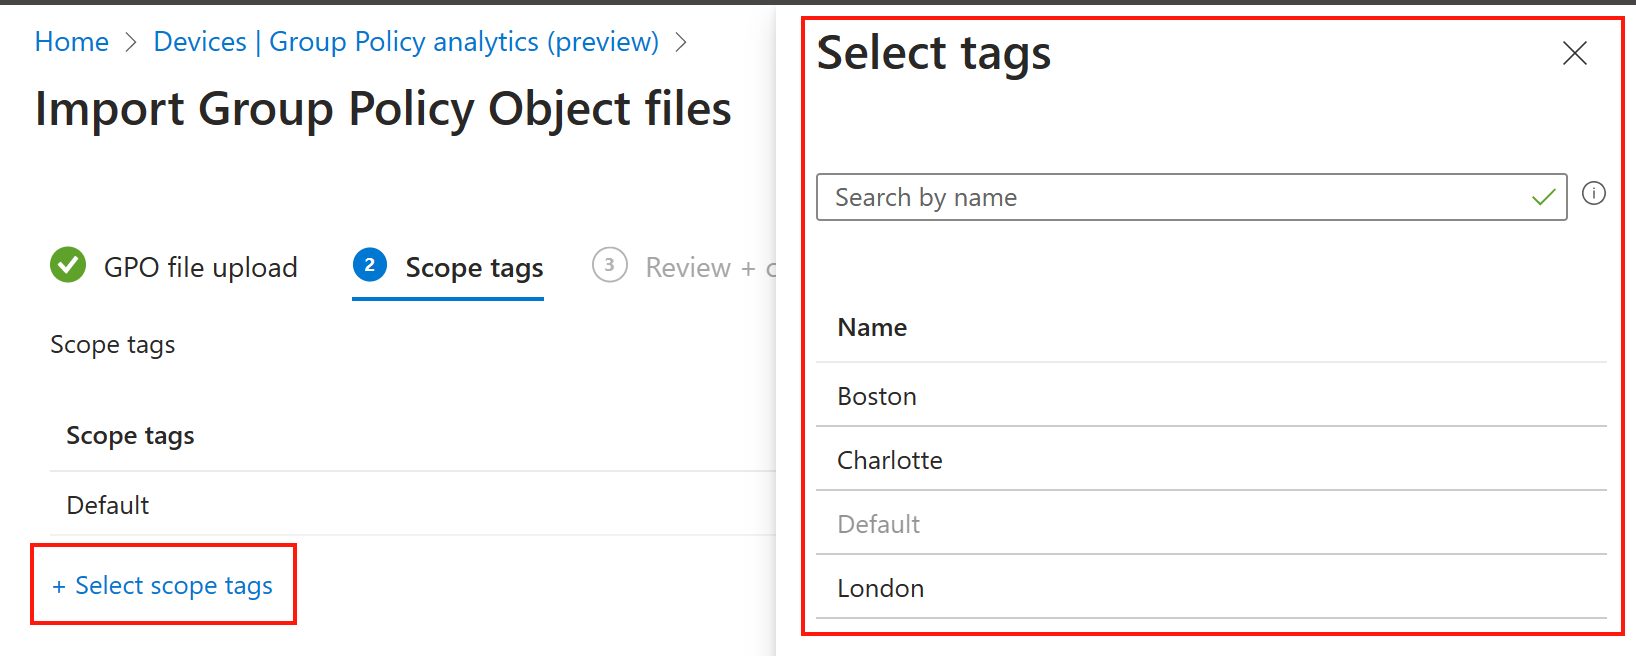 Home > Devices | Group Policy analytics (preview) >
Import Group Policy Object files
GPO file upload
2 Scope tags
3 Review +
Scope tags
Scope tags
Default
+ Select scope tags
Select tags
Search by name
Name
Boston
Charlotte
Default
London